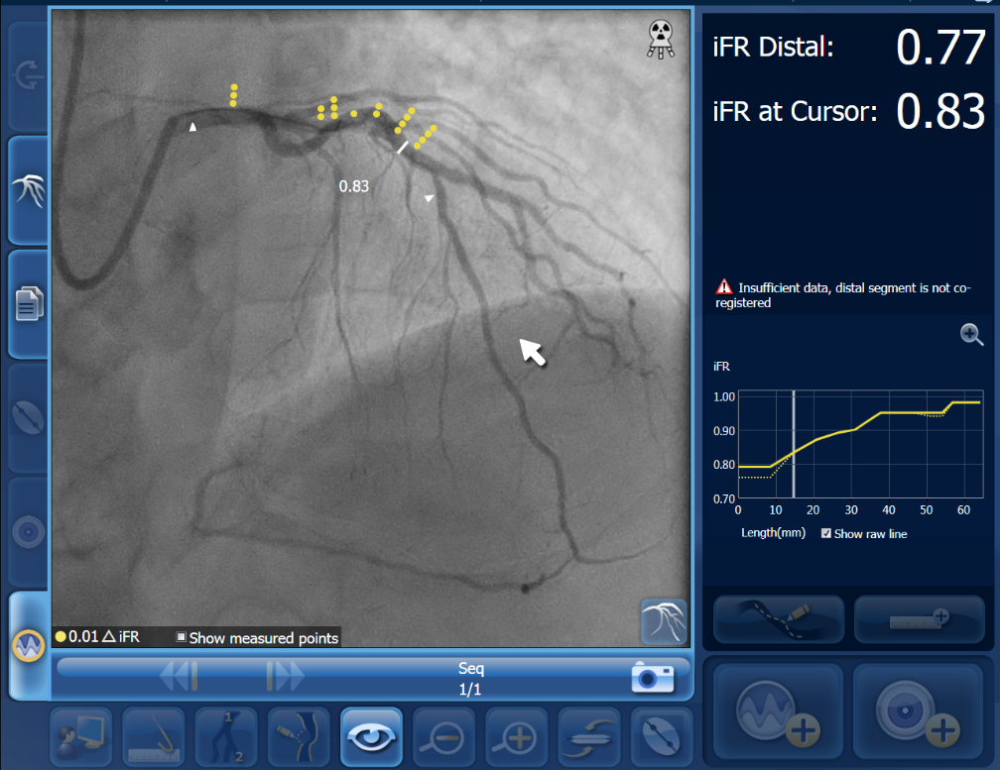 iFR Distal: 0.77
iFR at Cursor: 0.83
0.83
Insufficient data, distal segment is not co-
registered
iFR
1.00
0.90
0.80
0.70
0 10 20 30 40 50 60
Length(mm) Show raw line
0.01 △ iFR Show measured points
Seq
1/1
1
2